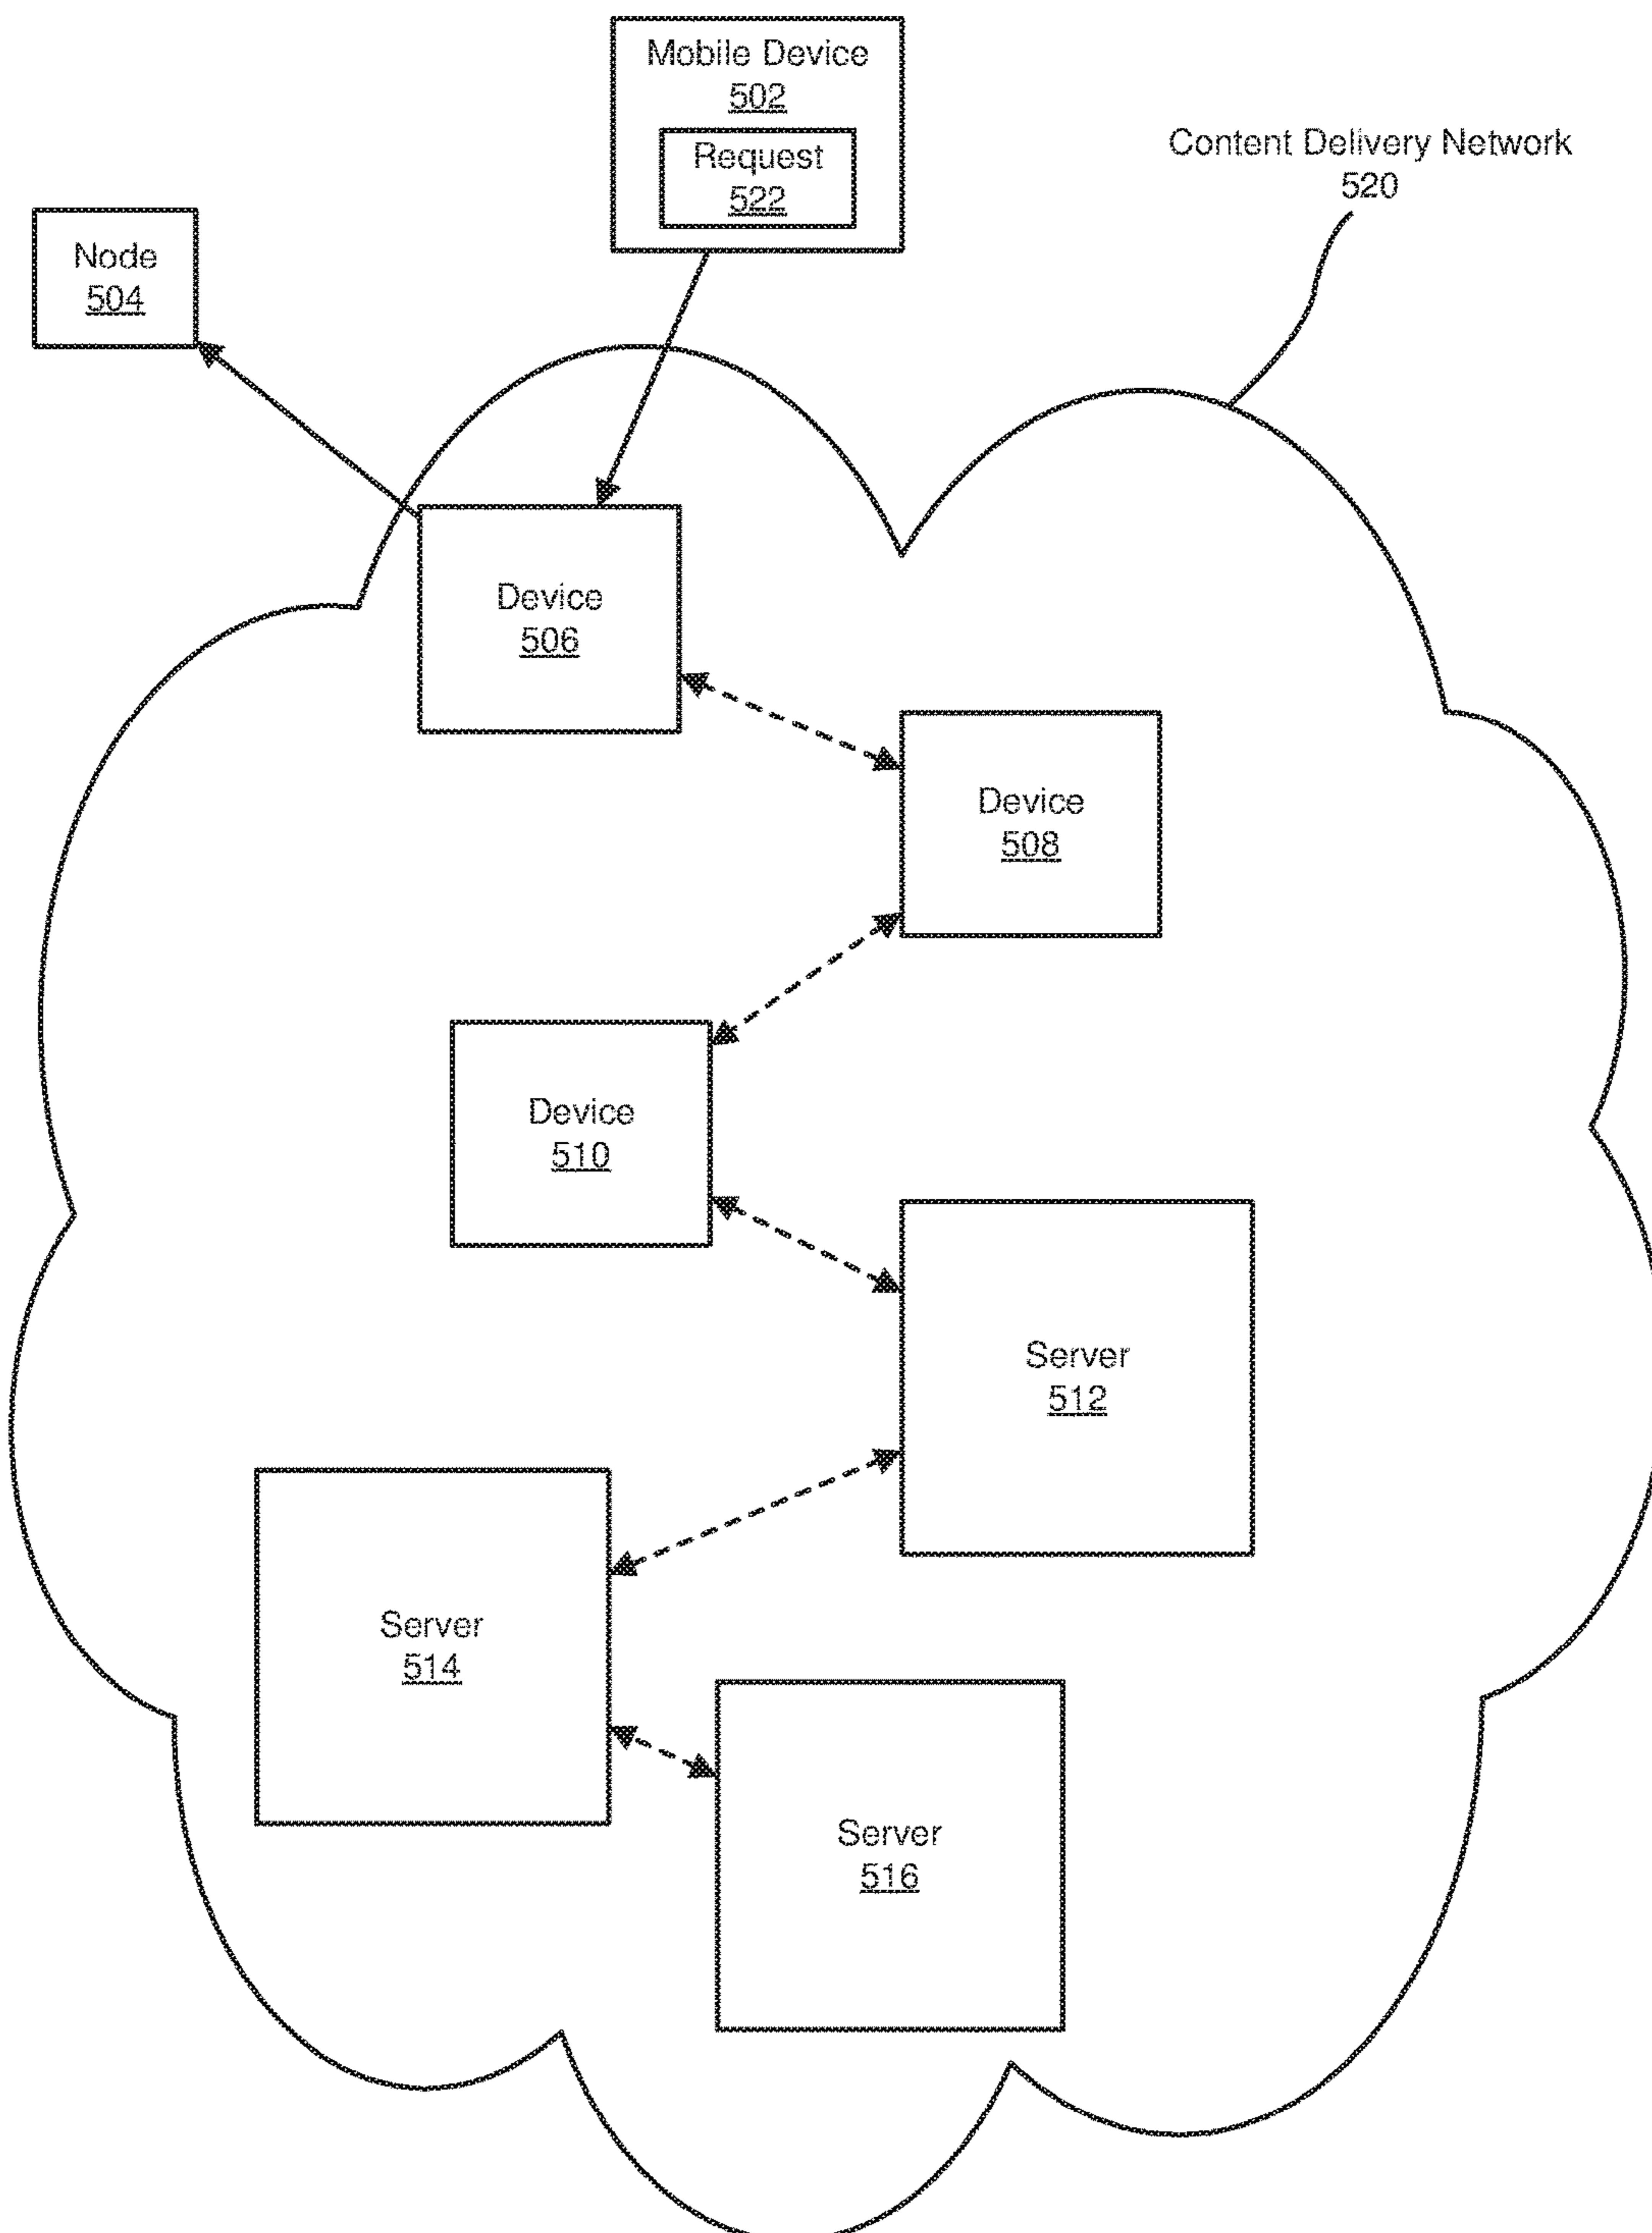 Mobile Device
502
Request
522
Content Delivery Network
520
Node
504
Device
506
Device
508
Device
510
Server
512
Server
514
Server
516